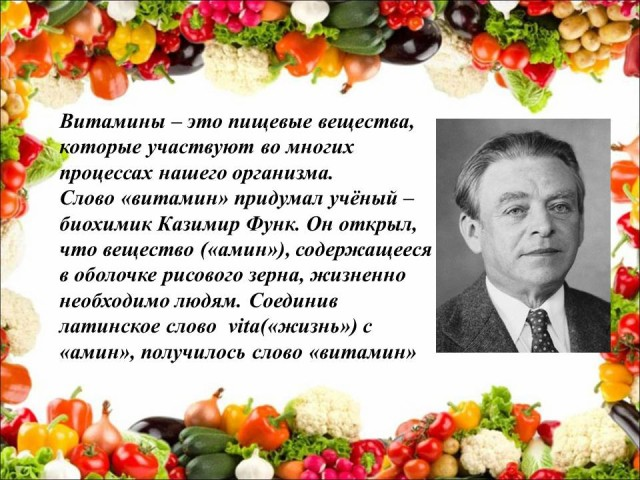 Витамины – это пищевые вещества,
которые участвуют во многих
процессах нашего организма.
Слово «витамин» придумал учёный –
биохимик Казимир Функ. Он открыл,
что вещество («амин»), содержащееся
в оболочке рисового зерна, жизненно
необходимо людям. Соединив
латинское слово vita(«жизнь») с
«амин», получилось слово «витамин»